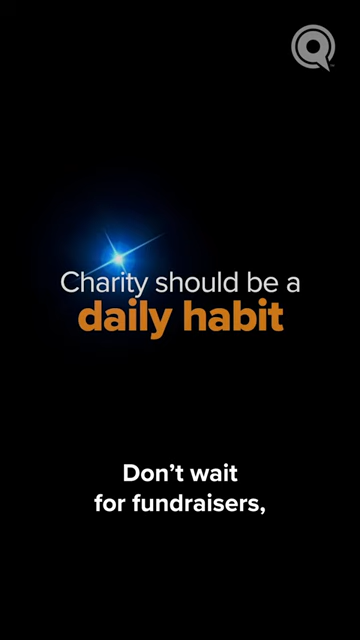 Charity should be a
daily habit
Don't wait
for fundraisers,